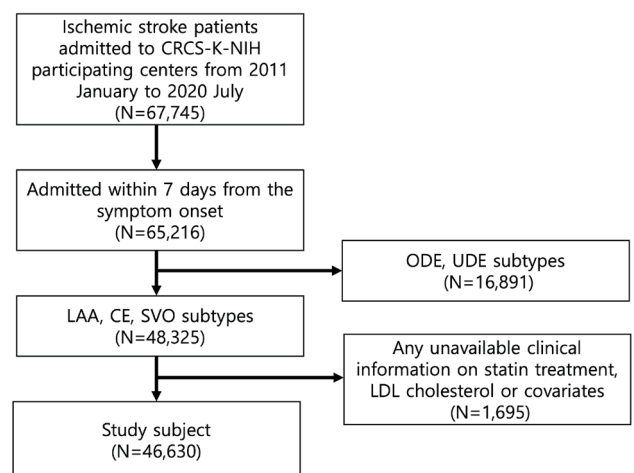 Ischemic stroke patients
admitted to CRCS-K-NIH
participating centers from 2011
January to 2020 July
(N=67,745)
Admitted within 7 days from the
symptom onset
(N=65,216)
ODE, UDE subtypes
(N=16,891)
LAA, CE, SVO subtypes
(N=48,325)
Any unavailable clinical
information on statin treatment,
LDL cholesterol or covariates
(N=1,695)
Study subject
(N=46,630)